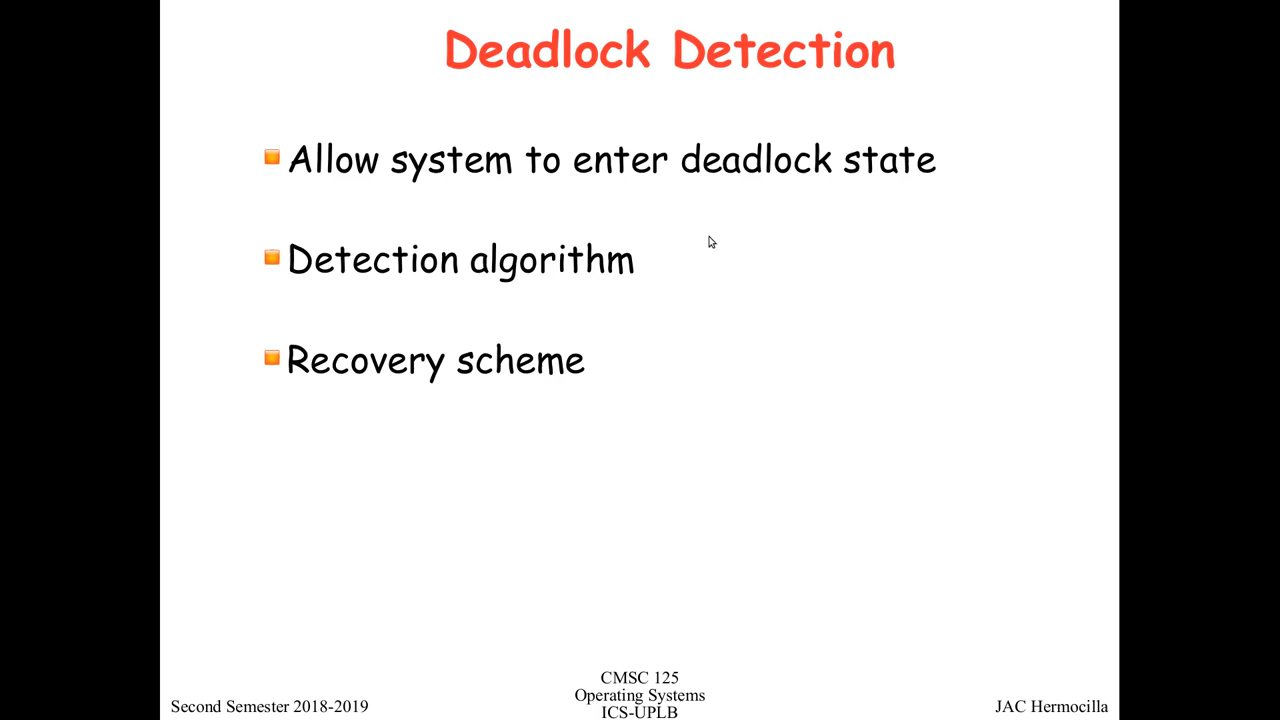 Deadlock Detection
Allow system to enter deadlock state
Detection algorithm
Recovery scheme
CMSC 125
Operating Systems
ICS-UPLB
Second Semester 2018-2019
JAC Hermocilla